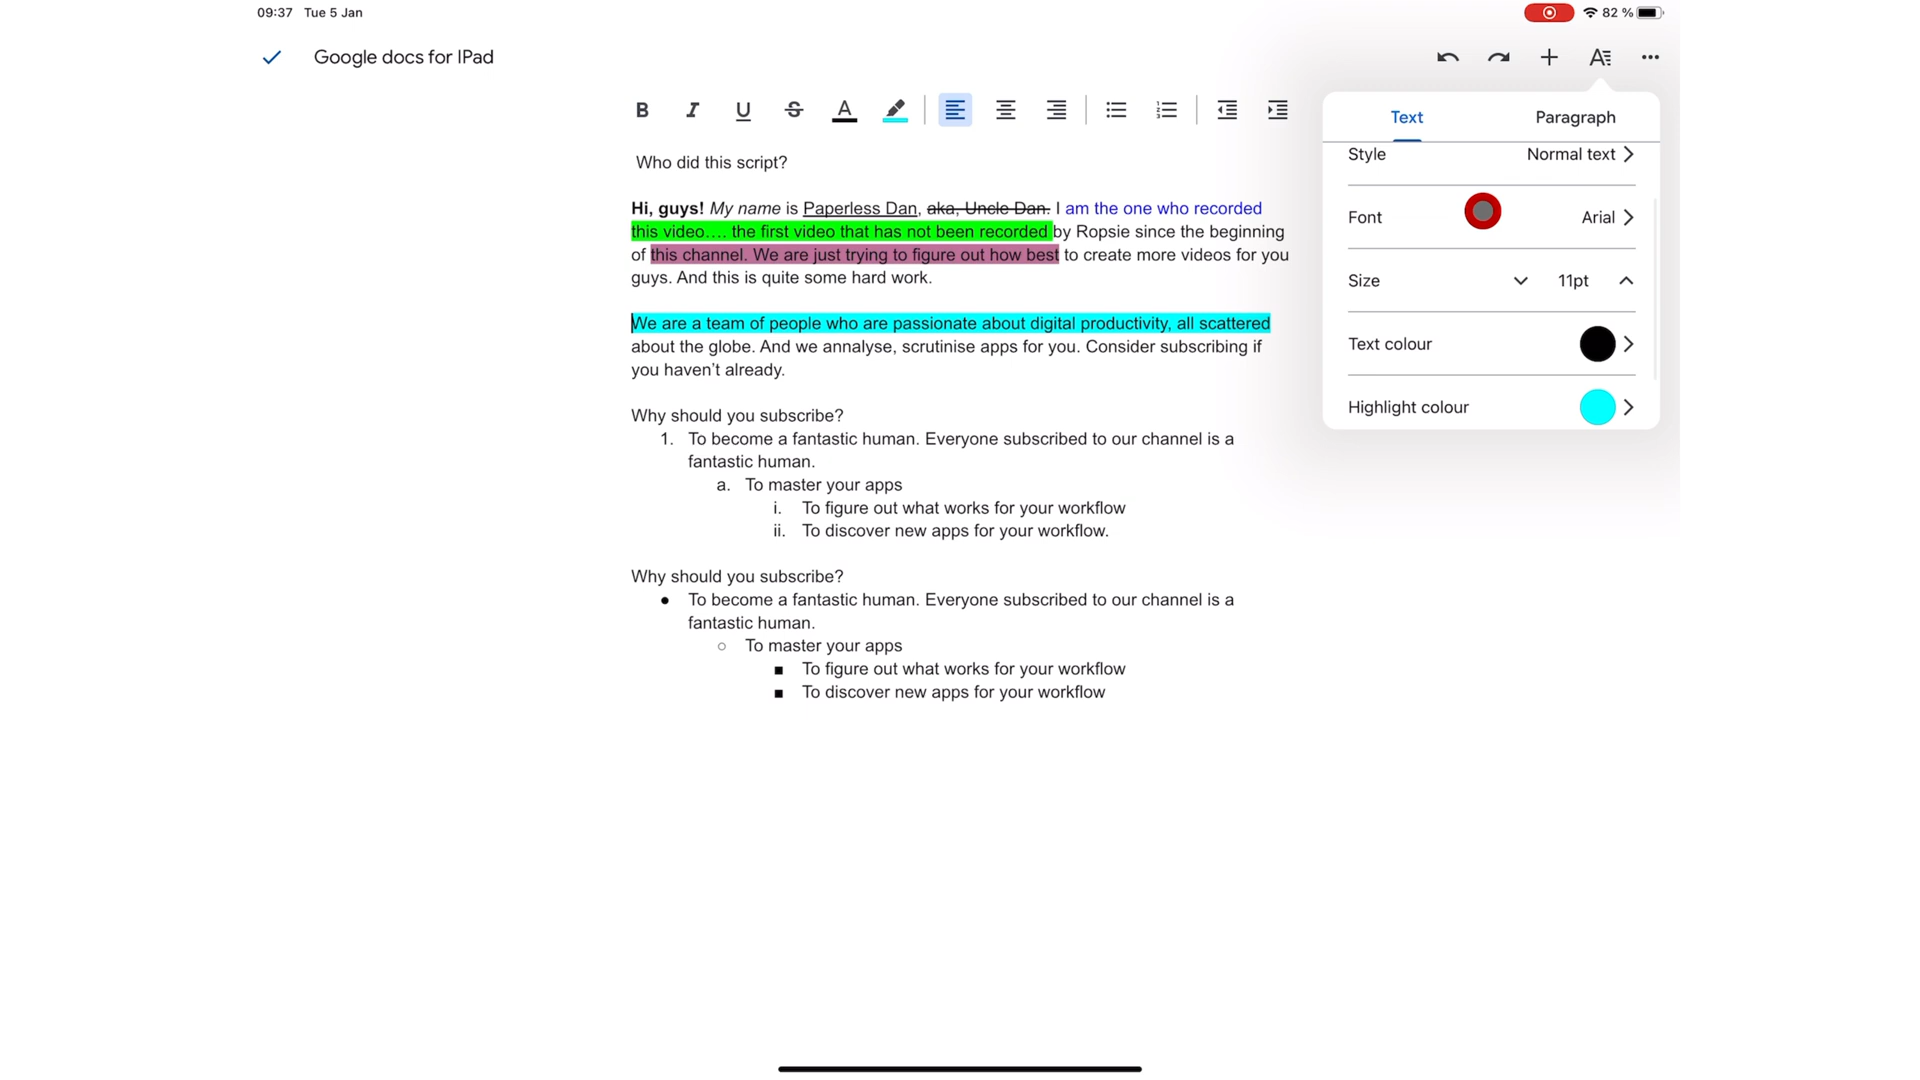 09:37 Tue 5 Jan
82 %
Google docs for IPad
B I U S A
Text Paragraph
Style Normal text
Font Arial
Size 11pt
Text colour
Highlight colour
Who did this script?
Hi, guys! My name is Paperless Dan, aka, Uncle Dan. I am the one who recorded
this video…. the first video that has not been recorded by Ropsie since the beginning
of this channel. We are just trying to figure out how best to create more videos for you
guys. And this is quite some hard work.
We are a team of people who are passionate about digital productivity, all scattered
about the globe. And we annalyse, scrutinise apps for you. Consider subscribing if
you haven’t already.
Why should you subscribe?
1. To become a fantastic human. Everyone subscribed to our channel is a
fantastic human.
a. To master your apps
i. To figure out what works for your workflow
ii. To discover new apps for your workflow.
Why should you subscribe?
● To become a fantastic human. Everyone subscribed to our channel is a
fantastic human.
○ To master your apps
■ To figure out what works for your workflow
■ To discover new apps for your workflow